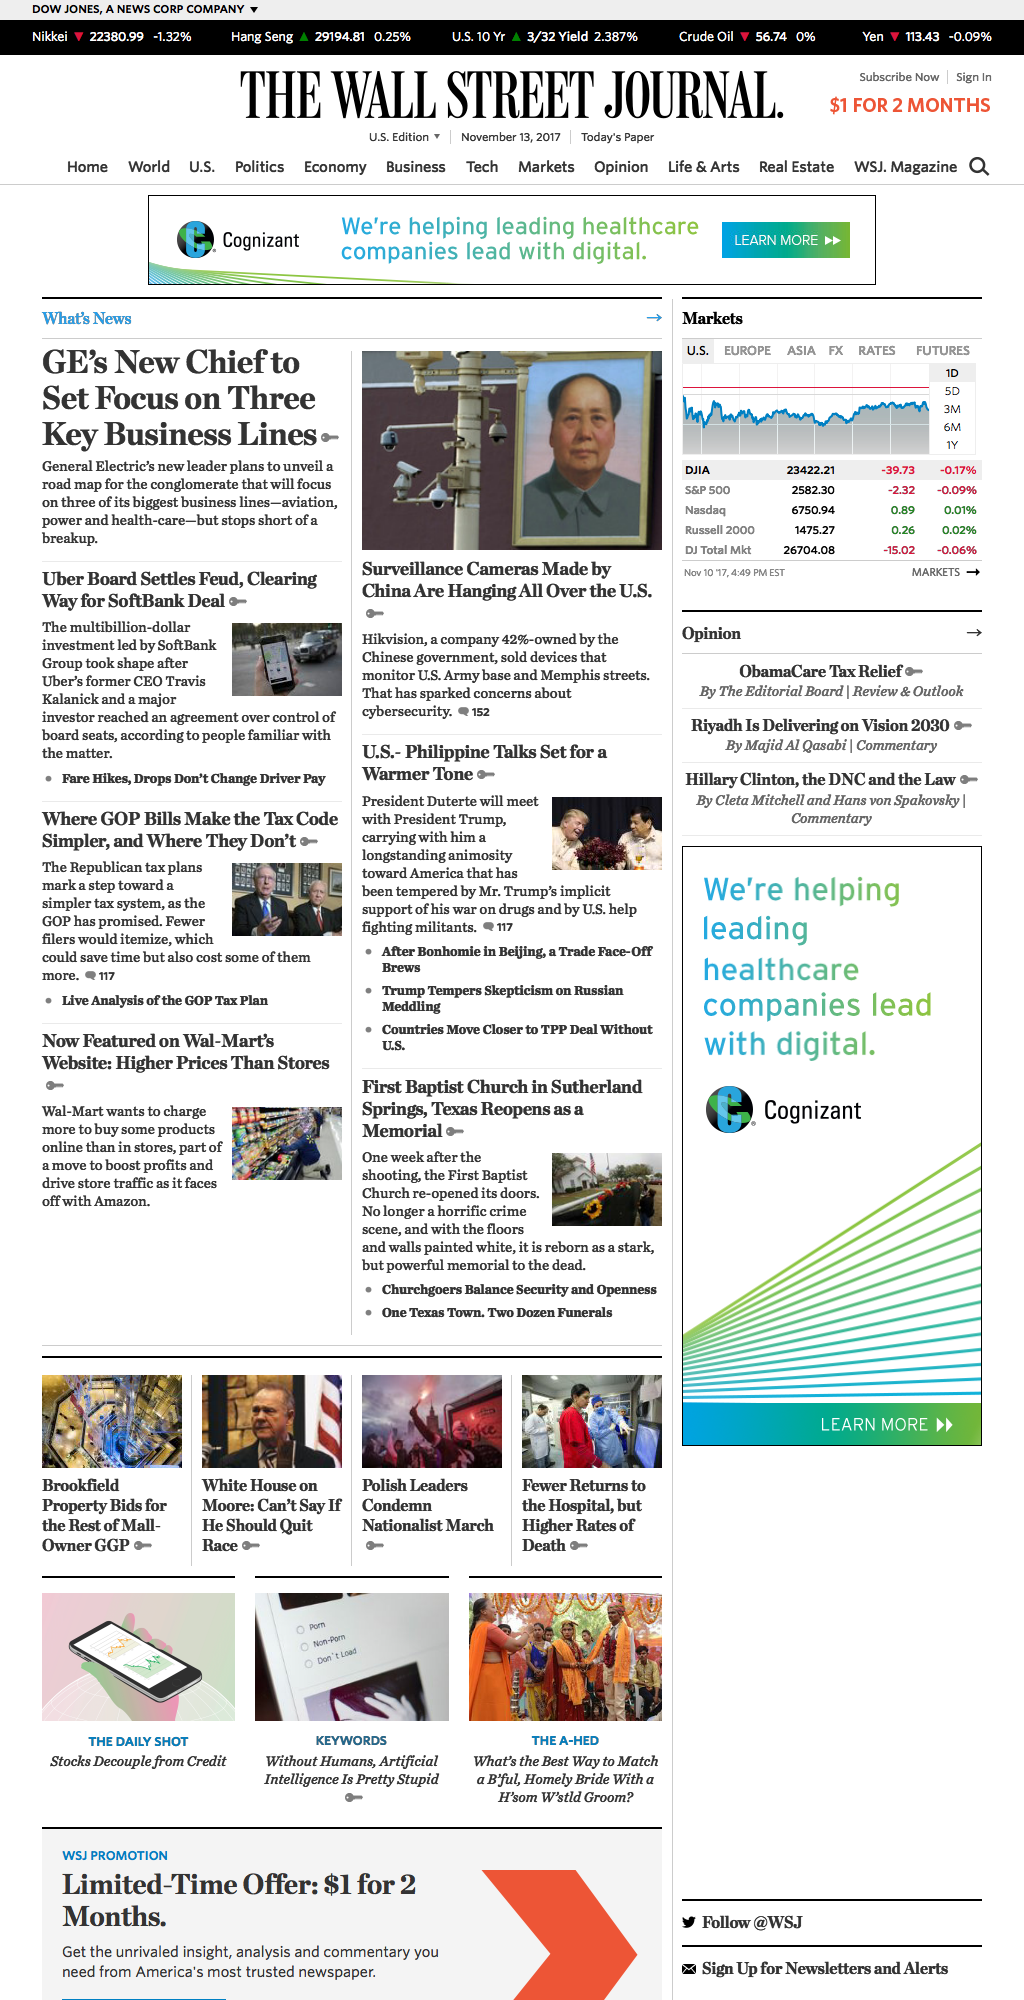 DOW JONES, A NEWS CORP COMPANY
Nikkei 22380.99 -1.32% Hang Seng 29194.81 0.25% U.S. 10 Yr 3/32 Yield 2.387% Crude Oil 56.74 0% Yen 113.43 -0.09%
THE WALL STREET JOURNAL.
Subscribe Now Sign In
$1 FOR 2 MONTHS
U.S. Edition November 13, 2017 Today's Paper
Home World U.S. Politics Economy Business Tech Markets Opinion Life & Arts Real Estate WSJ. Magazine
Cognizant
We're helping leading healthcare
companies lead with digital.
LEARN MORE
What's News
GE's New Chief to
Set Focus on Three
Key Business Lines
General Electric's new leader plans to unveil a
road map for the conglomerate that will focus
on three of its biggest business lines—aviation,
power and health-care—but stops short of a
breakup.
Uber Board Settles Feud, Clearing
Way for SoftBank Deal
The multibillion-dollar
investment led by SoftBank
Group took shape after
Uber's former CEO Travis
Kalanick and a major
investor reached an agreement over control of
board seats, according to people familiar with
the matter.
Fare Hikes, Drops Don't Change Driver Pay
Where GOP Bills Make the Tax Code
Simpler, and Where They Don't
The Republican tax plans
mark a step toward a
simpler tax system, as the
GOP has promised. Fewer
filers would itemize, which
could save time but also cost some of them
more. 117
Live Analysis of the GOP Tax Plan
Now Featured on Wal-Mart's
Website: Higher Prices Than Stores
Wal-Mart wants to charge
more to buy some products
online than in stores, part of
a move to boost profits and
drive store traffic as it faces
off with Amazon.
Surveillance Cameras Made by
China Are Hanging All Over the U.S.
Hikvision, a company 42%-owned by the
Chinese government, sold devices that
monitor U.S. Army base and Memphis streets.
That has sparked concerns about
cybersecurity. 152
U.S.- Philippine Talks Set for a
Warmer Tone
President Duterte will meet
with President Trump,
carrying with him a
longstanding animosity
toward America that has
been tempered by Mr. Trump's implicit
support of his war on drugs and by U.S. help
fighting militants. 117
After Bonhomie in Beijing, a Trade Face-Off
Brews
Trump Tempers Skepticism on Russian
Meddling
Countries Move Closer to TPP Deal Without
U.S.
First Baptist Church in Sutherland
Springs, Texas Reopens as a
Memorial
One week after the
shooting, the First Baptist
Church re-opened its doors.
No longer a horrific crime
scene, and with the floors
and walls painted white, it is reborn as a stark,
but powerful memorial to the dead.
Churchgoers Balance Security and Openness
One Texas Town. Two Dozen Funerals
Markets
U.S. EUROPE ASIA FX RATES FUTURES
1D
5D
3M
6M
1Y
DJIA 23422.21 -39.73 -0.17%
S&P 500 2582.30 -2.32 -0.09%
Nasdaq 6750.94 0.89 0.01%
Russell 2000 1475.27 0.26 0.02%
DJ Total Mkt 26704.08 -15.02 -0.06%
Nov 10 '17, 4:49 PM EST MARKETS
Opinion
ObamaCare Tax Relief
By The Editorial Board | Review & Outlook
Riyadh Is Delivering on Vision 2030
By Majid Al Qasabi | Commentary
Hillary Clinton, the DNC and the Law
By Cleta Mitchell and Hans von Spakovsky |
Commentary
We're helping
leading
healthcare
companies lead
with digital.
Cognizant
LEARN MORE
Brookfield
Property Bids for
the Rest of Mall-
Owner GGP
White House on
Moore: Can't Say If
He Should Quit
Race
Polish Leaders
Condemn
Nationalist March
Fewer Returns to
the Hospital, but
Higher Rates of
Death
THE DAILY SHOT
Stocks Decouple from Credit
Porn
Non-Porn
Don't Load
KEYWORDS
Without Humans, Artificial
Intelligence Is Pretty Stupid
THE A-HED
What's the Best Way to Match
a B'ful, Homely Bride With a
H'som W'stld Groom?
WSJ PROMOTION
Limited-Time Offer: $1 for 2
Months.
Get the unrivaled insight, analysis and commentary you
need from America's most trusted newspaper.
Follow @WSJ
Sign Up for Newsletters and Alerts